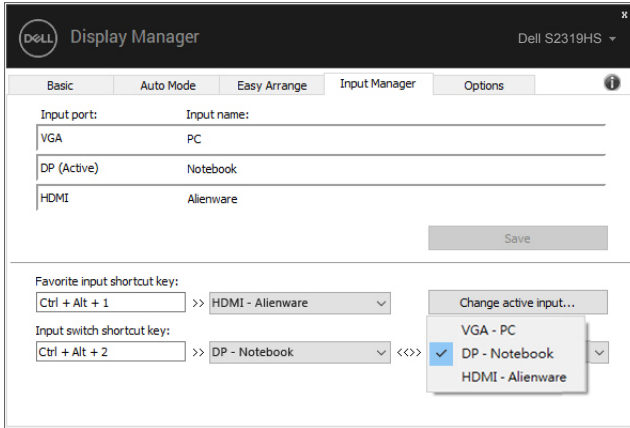 x
DELL Display Manager Dell S2319HS
Basic Auto Mode Easy Arrange Input Manager Options i
Input port: Input name:
VGA PC
DP (Active) Notebook
HDMI Alienware
Save
Favorite input shortcut key:
Ctrl + Alt + 1 >> HDMI - Alienware Change active input...
Input switch shortcut key:
Ctrl + Alt + 2 >> DP - Notebook <<>>
VGA - PC
DP - Notebook
HDMI - Alienware